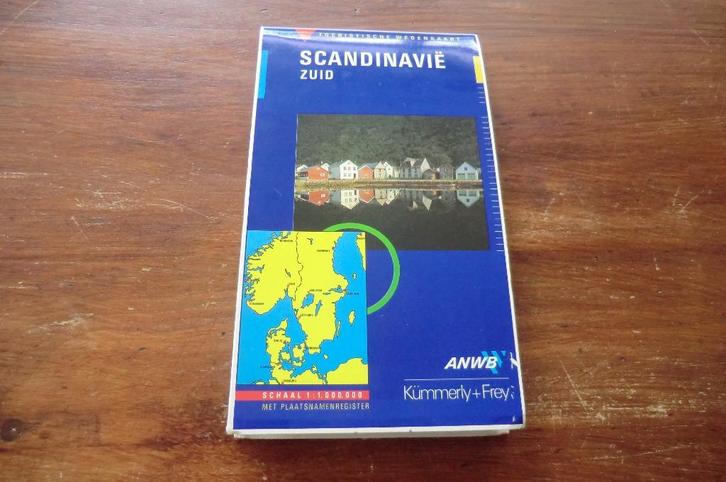 TOERISTISCHE WEGENKAART
SCANDINAVIË
ZUID
ANWB
Kümmerly+Frey
SCHAAL 1:1.000.000
MET PLAATSNAMENREGISTER